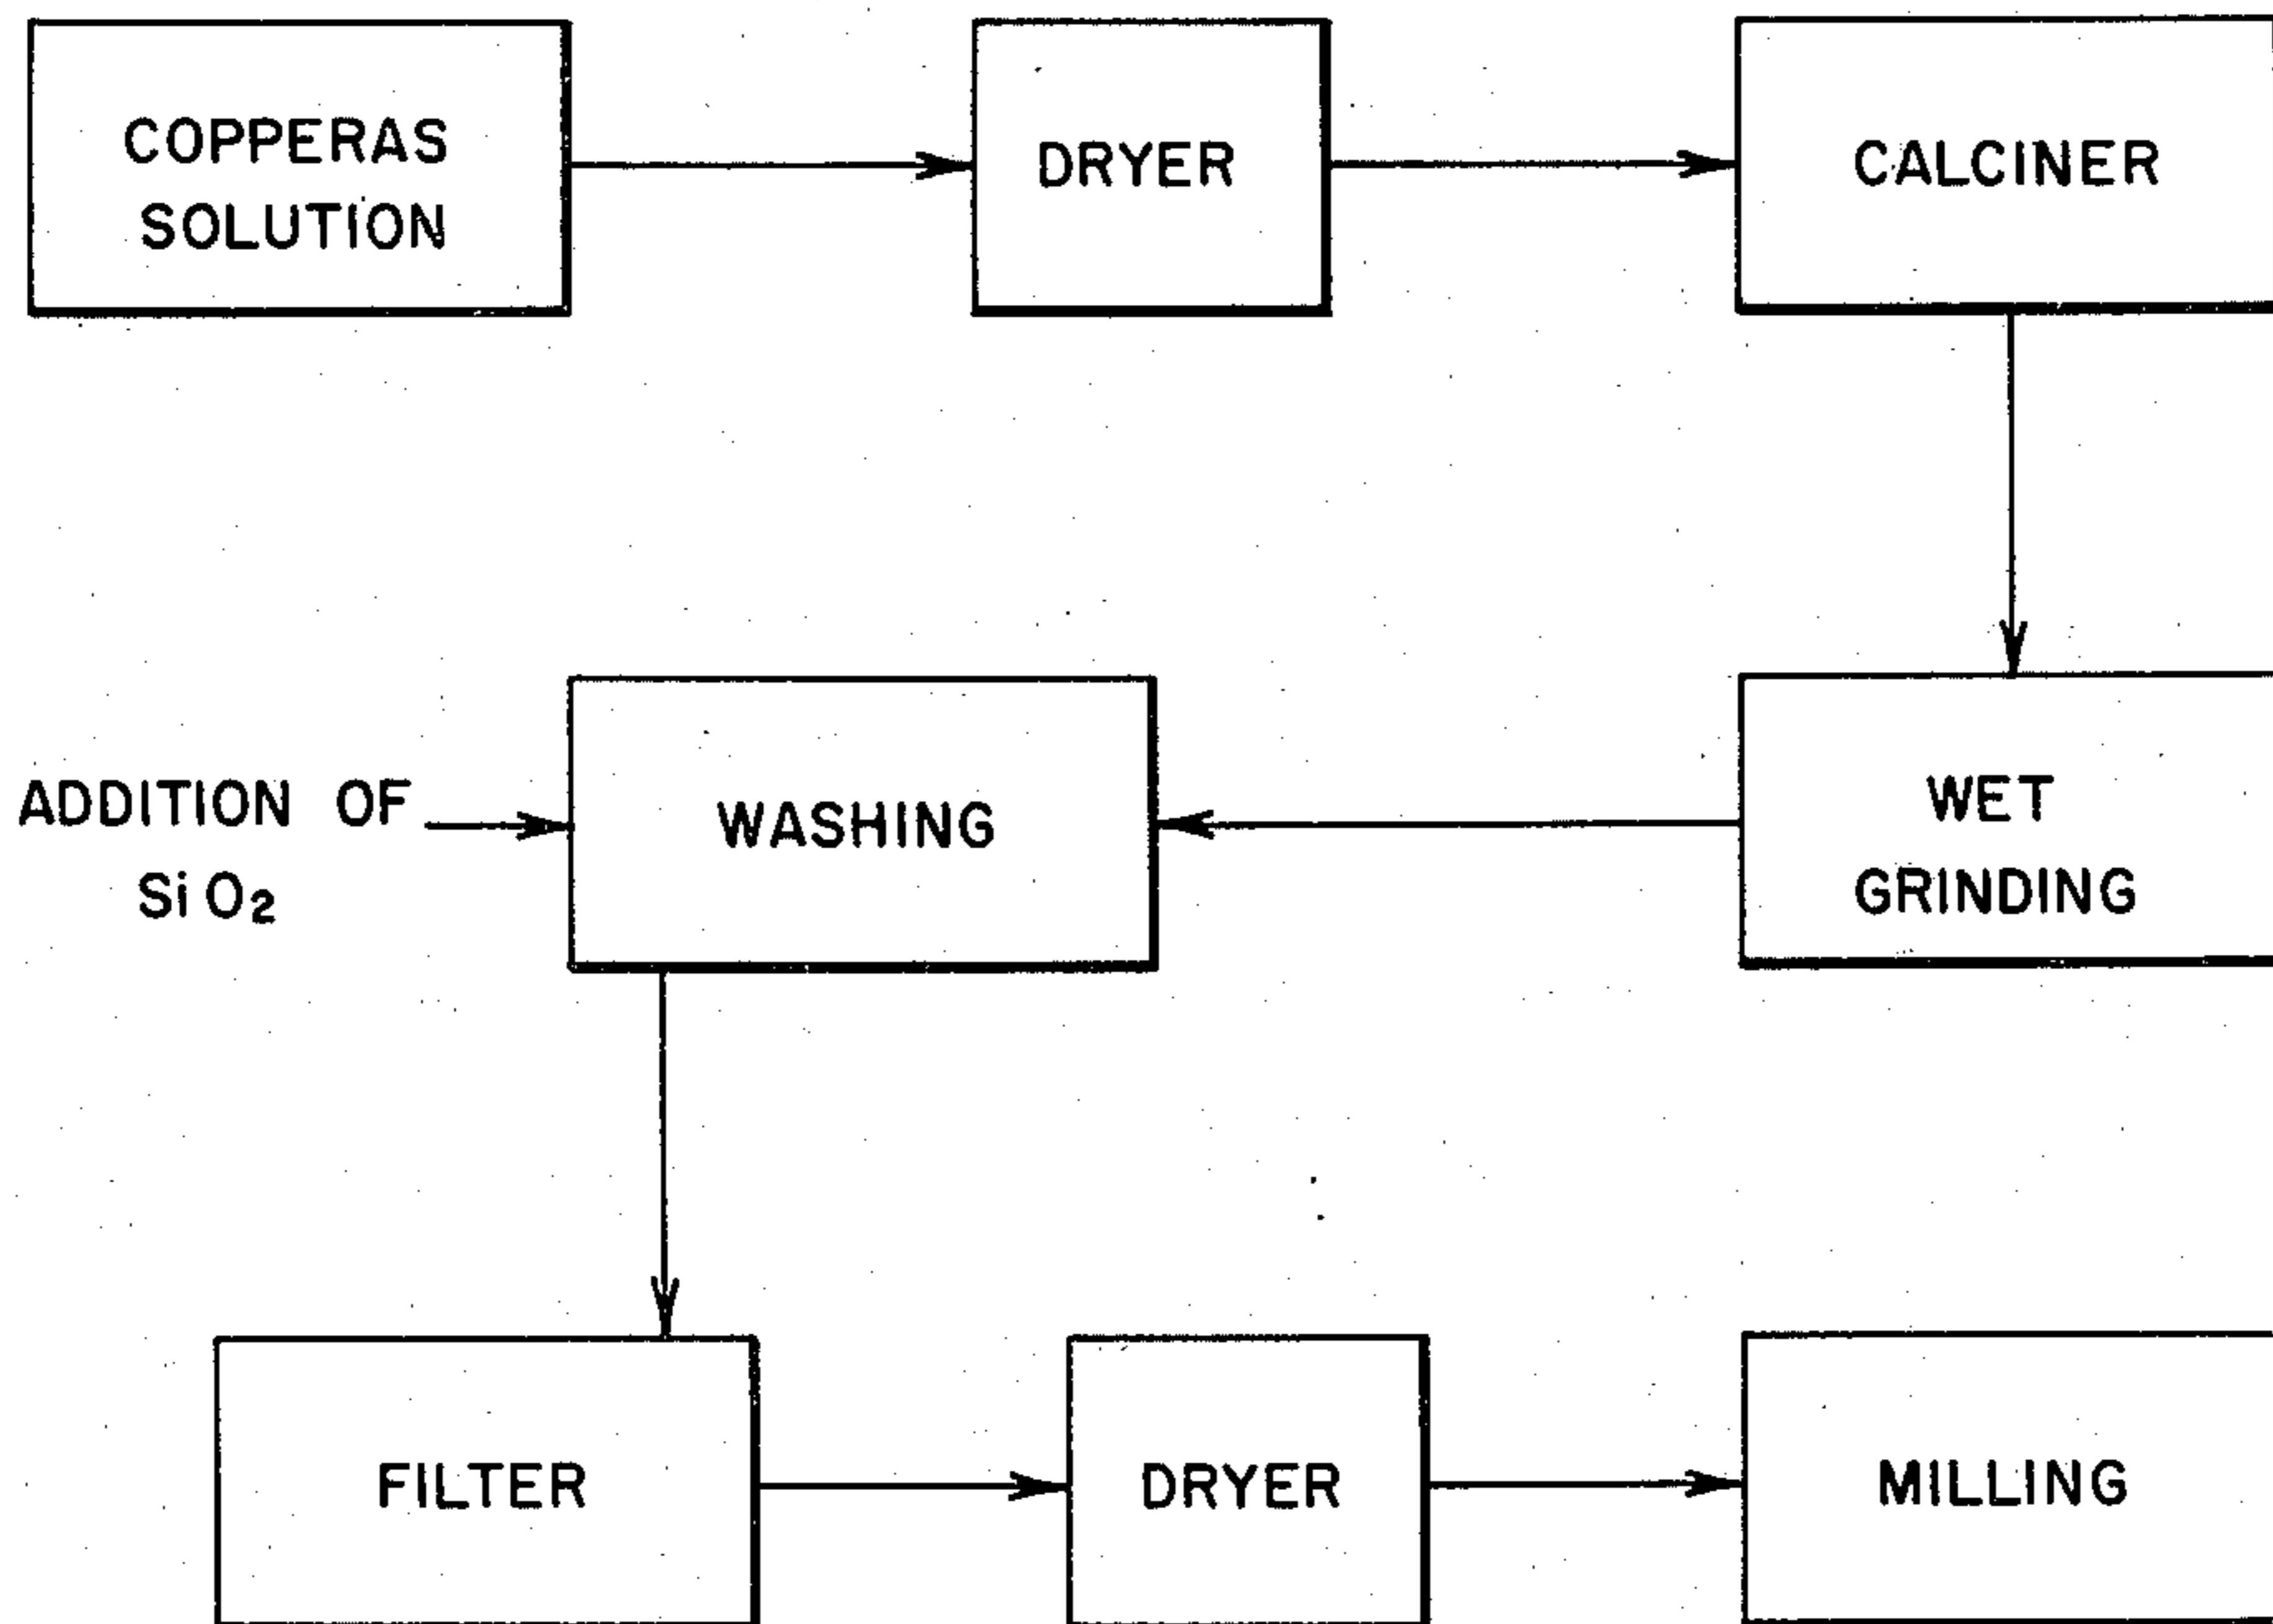 COPPERAS
SOLUTION
DRYER
CALCINER
ADDITION OF
SiO₂
WASHING
WET
GRINDING
FILTER
DRYER
MILLING